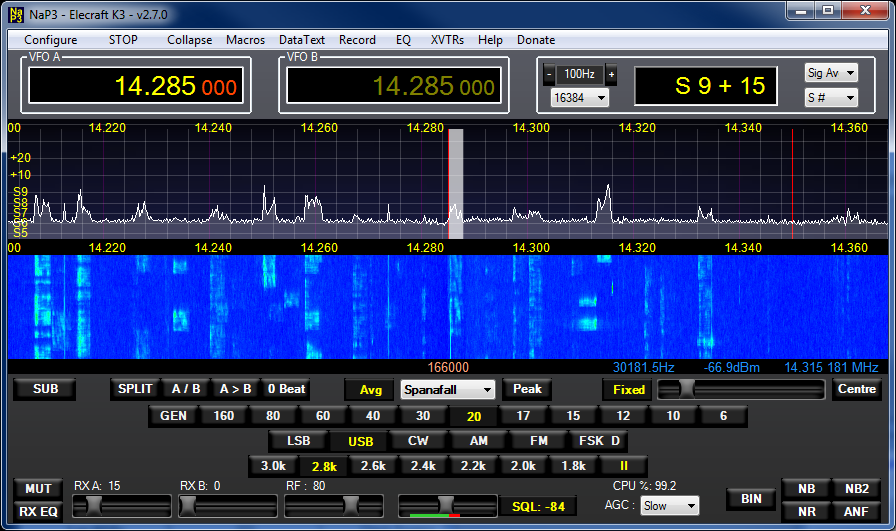 NaP3 NaP3 - Elecraft K3 - v2.7.0
Configure STOP Collapse Macros DataText Record EQ XVTRs Help Donate
VFO A VFO B
14.285 000 14.285 000 - 100Hz + 16384 S 9 + 15 Sig Av S #
00 14.220 14.240 14.260 14.280 14.300 14.320 14.340 14.360
+20
+10
S9
S8
S7
S6
S5
00 14.220 14.240 14.260 14.280 14.300 14.320 14.340 14.360
166000 30181.5Hz -66.9dBm 14.315 181 MHz
SUB SPLIT A / B A > B 0 Beat Avg Spanafall Peak Fixed Centre
GEN 160 80 60 40 30 20 17 15 12 10 6
LSB USB CW AM FM FSK D
3.0k 2.8k 2.6k 2.4k 2.2k 2.0k 1.8k II
MUT RX A: 15 RX B: 0 RF : 80 CPU %: 99.2 NB NB2
RX EQ SQL: -84 AGC : Slow BIN NR ANF